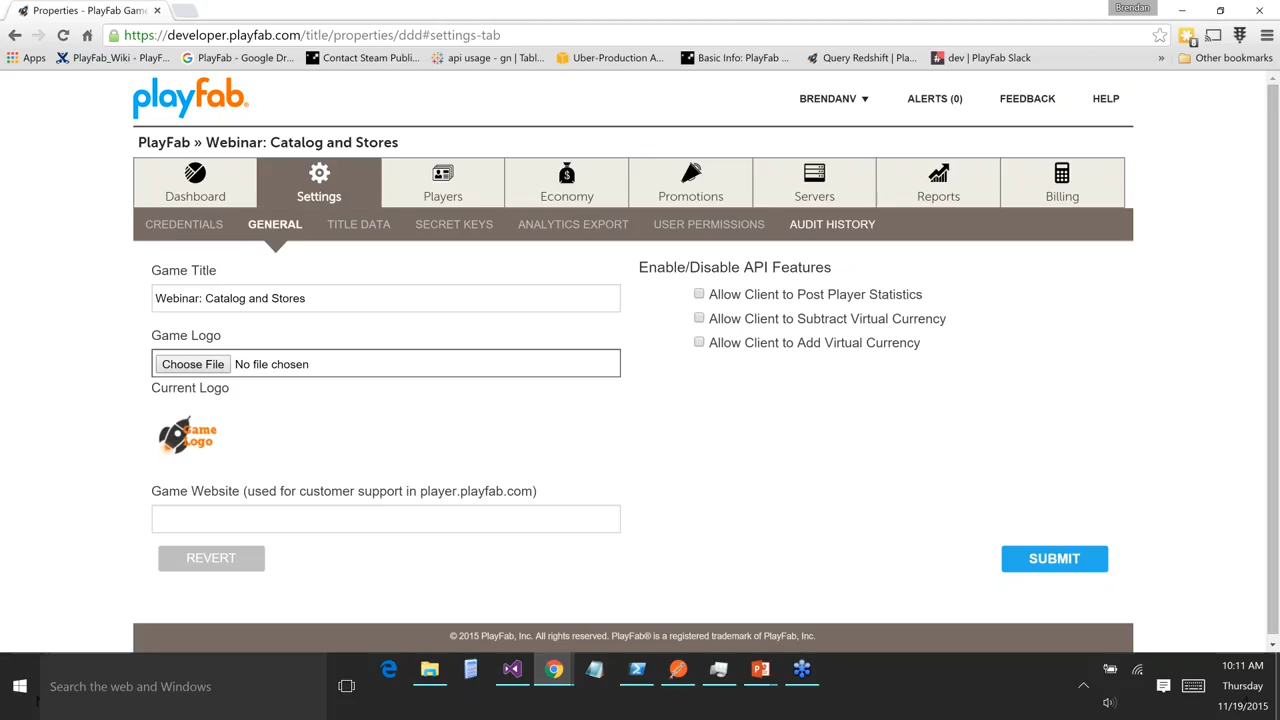 Properties - PlayFab Game
Brendan
https://developer.playfab.com/title/properties/ddd#settings-tab
Apps PlayFab_Wiki - PlayF... PlayFab - Google Dr... Contact Steam Publi... api usage - gn | Tabl... Uber-Production A... Basic Info: PlayFab ... Query Redshift | Pla... dev | PlayFab Slack » Other bookmarks
playfab
BRENDANV ▼ ALERTS (0) FEEDBACK HELP
PlayFab » Webinar: Catalog and Stores
Dashboard Settings Players Economy Promotions Servers Reports Billing
CREDENTIALS GENERAL TITLE DATA SECRET KEYS ANALYTICS EXPORT USER PERMISSIONS AUDIT HISTORY
Game Title
Webinar: Catalog and Stores
Game Logo
Choose File No file chosen
Current Logo
Game
Logo
Game Website (used for customer support in player.playfab.com)
REVERT
Enable/Disable API Features
Allow Client to Post Player Statistics
Allow Client to Subtract Virtual Currency
Allow Client to Add Virtual Currency
SUBMIT
© 2015 PlayFab, Inc. All rights reserved. PlayFab® is a registered trademark of PlayFab, Inc.
Search the web and Windows
10:11 AM
Thursday
11/19/2015